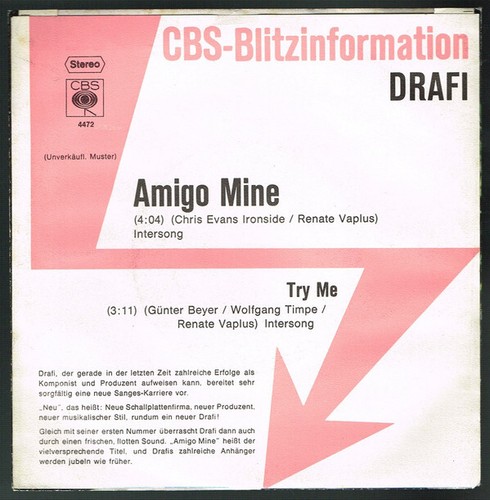 CBS-Blitzinformation
DRAFI
Stereo
CBS
4472
(Unverkäufl. Muster)
Amigo Mine
(4:04) (Chris Evans Ironside / Renate Vaplus)
Intersong
Try Me
(3:11) (Günter Beyer / Wolfgang Timpe /
Renate Vaplus) Intersong
Drafi, der gerade in der letzten Zeit zahlreiche Erfolge als
Komponist und Produzent aufweisen kann, bereitet sehr
sorgfältig eine neue Sanges-Karriere vor.
„Neu", das heißt: Neue Schallplattenfirma, neuer Produzent,
neuer musikalischer Stil, rundum ein neuer Drafi!
Gleich mit seiner ersten Nummer überrascht Drafi dann auch
durch einen frischen, flotten Sound. „Amigo Mine" heißt der
vielversprechende Titel, und Drafis zahlreiche Anhänger
werden jubeln wie früher.